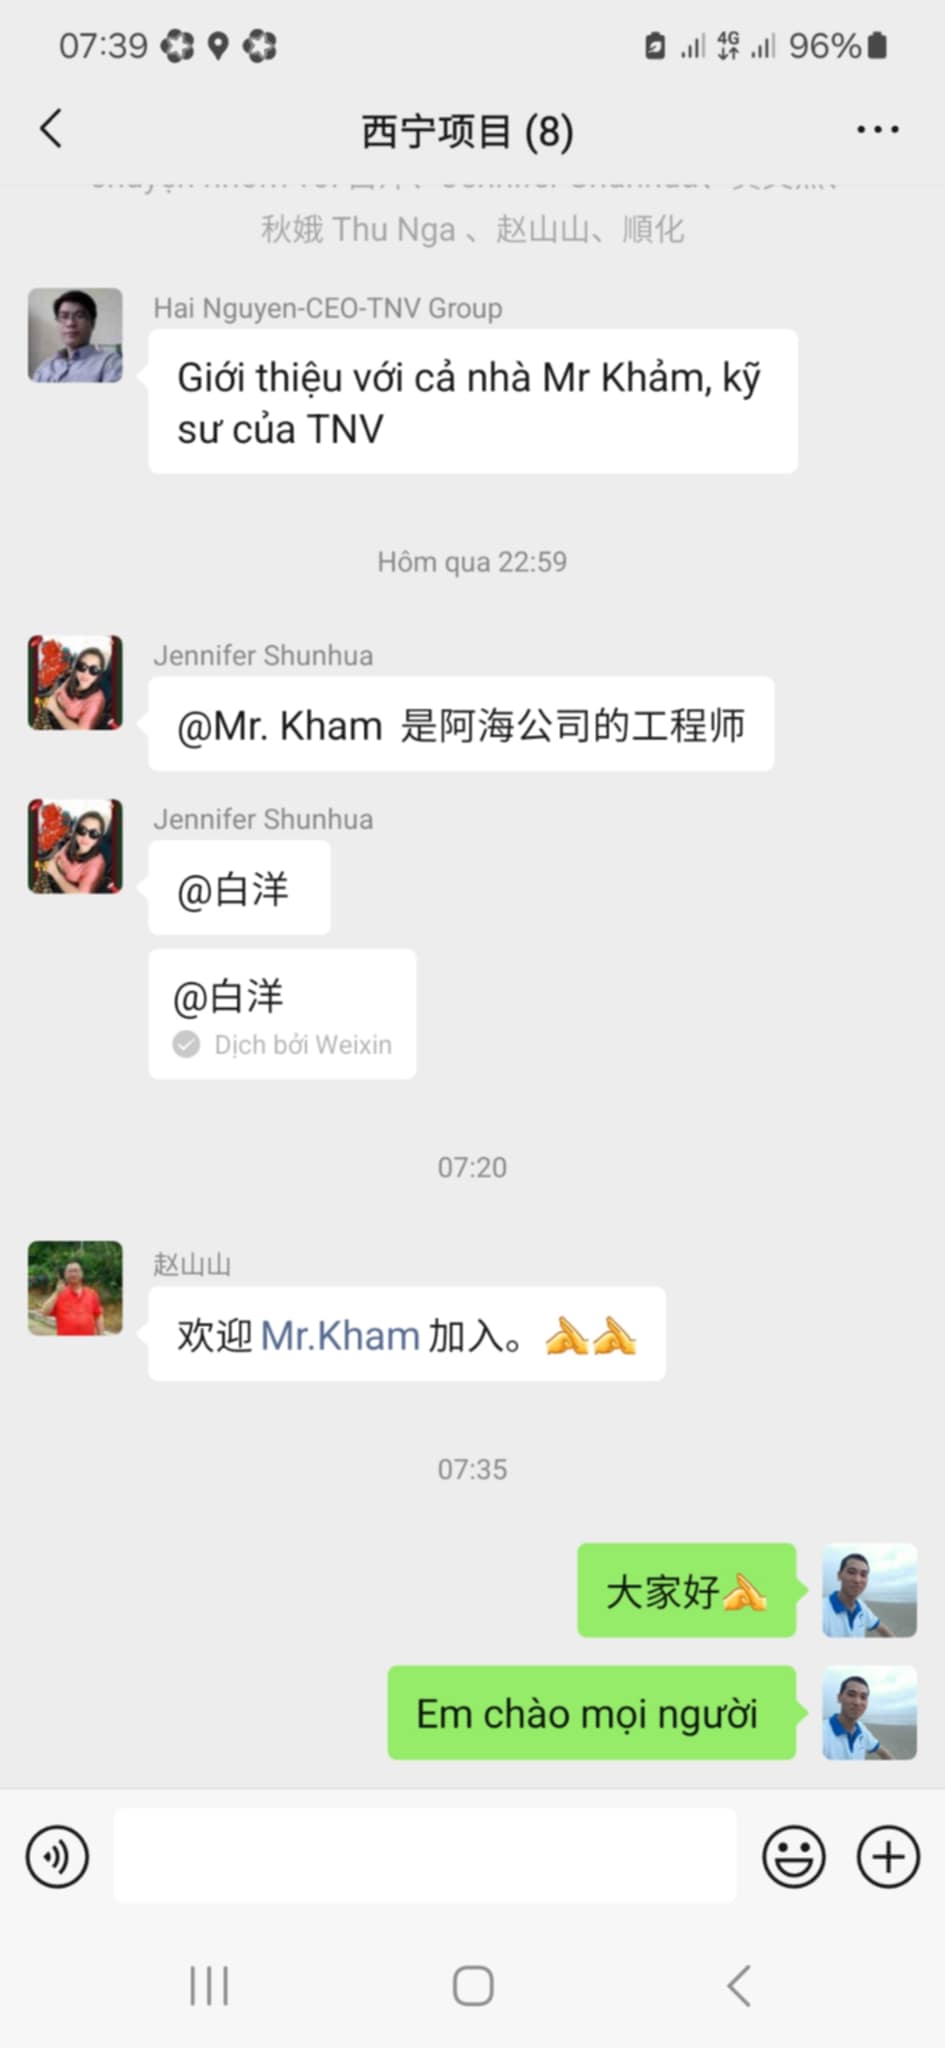 07:39
4G
96%
西宁项目 (8)
秋娥 Thu Nga 、赵山山、順化
Hai Nguyen-CEO-TNV Group
Giới thiệu với cả nhà Mr Khảm, kỹ
sư của TNV
Hôm qua 22:59
Jennifer Shunhua
@Mr. Kham 是阿海公司的工程师
Jennifer Shunhua
@白洋
@白洋
Dịch bởi Weixin
07:20
赵山山
欢迎 Mr.Kham 加入。
07:35
大家好
Em chào mọi người